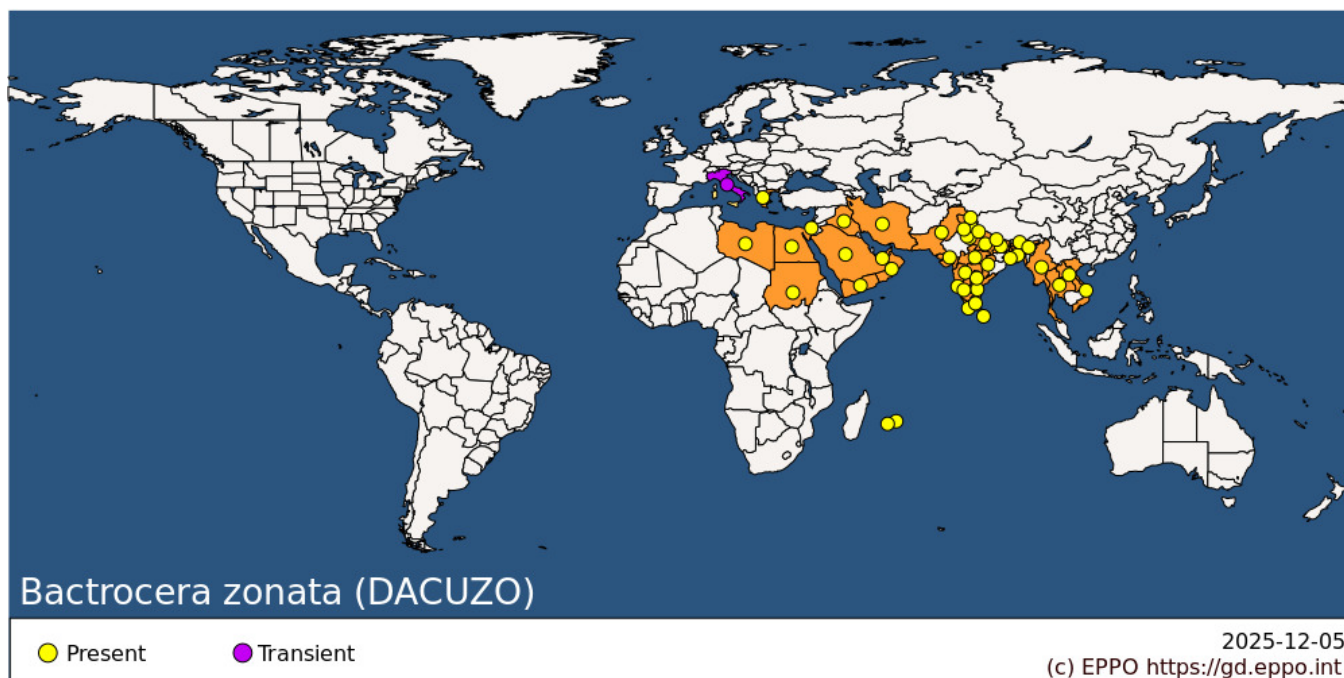 Bactrocera zonata (DACUZO)
Present
Transient
2025-12-05
(c) EPPO https://gd.eppo.int